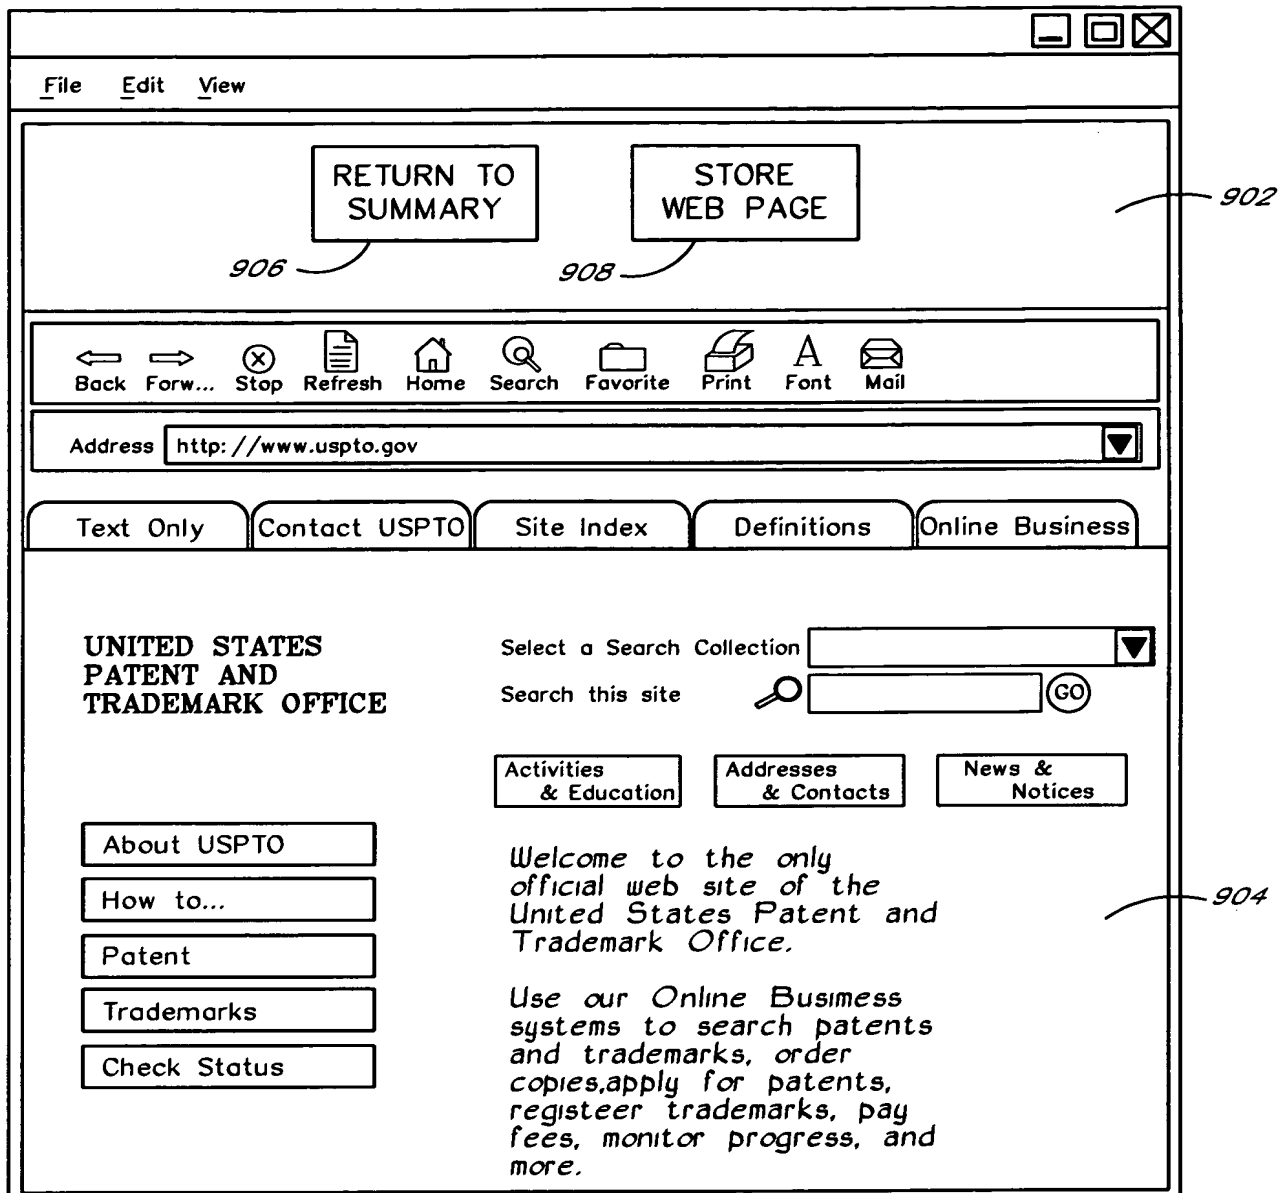 File Edit View
RETURN TO
SUMMARY
STORE
WEB PAGE
902
906
908
Back Forw... Stop Refresh Home Search Favorite Print Font Mail
A
Address http://www.uspto.gov
Text Only Contact USPTO Site Index Definitions Online Business
UNITED STATES
PATENT AND
TRADEMARK OFFICE
Select a Search Collection
Search this site GO
Activities
& Education
Addresses
& Contacts
News &
Notices
About USPTO
How to...
Patent
Trademarks
Check Status
Welcome to the only
official web site of the
United States Patent and
Trademark Office.
904
Use our Online Busimess
systems to search patents
and trademarks, order
copies,apply for patents,
registeer trademarks, pay
fees, monitor progress, and
more.